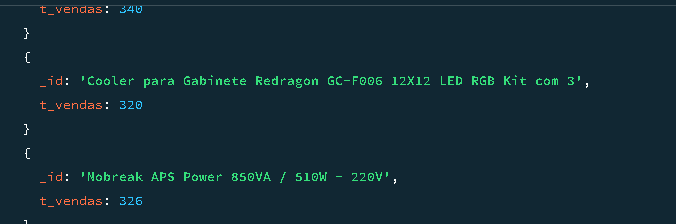 t_vendas: 340
}
{
_id: 'Cooler para Gabinete Redragon GC-F006 12X12 LED RGB Kit com 3',
t_vendas: 320
}
{
_id: 'Nobreak APS Power 850VA / 510W - 220V',
t_vendas: 326
}